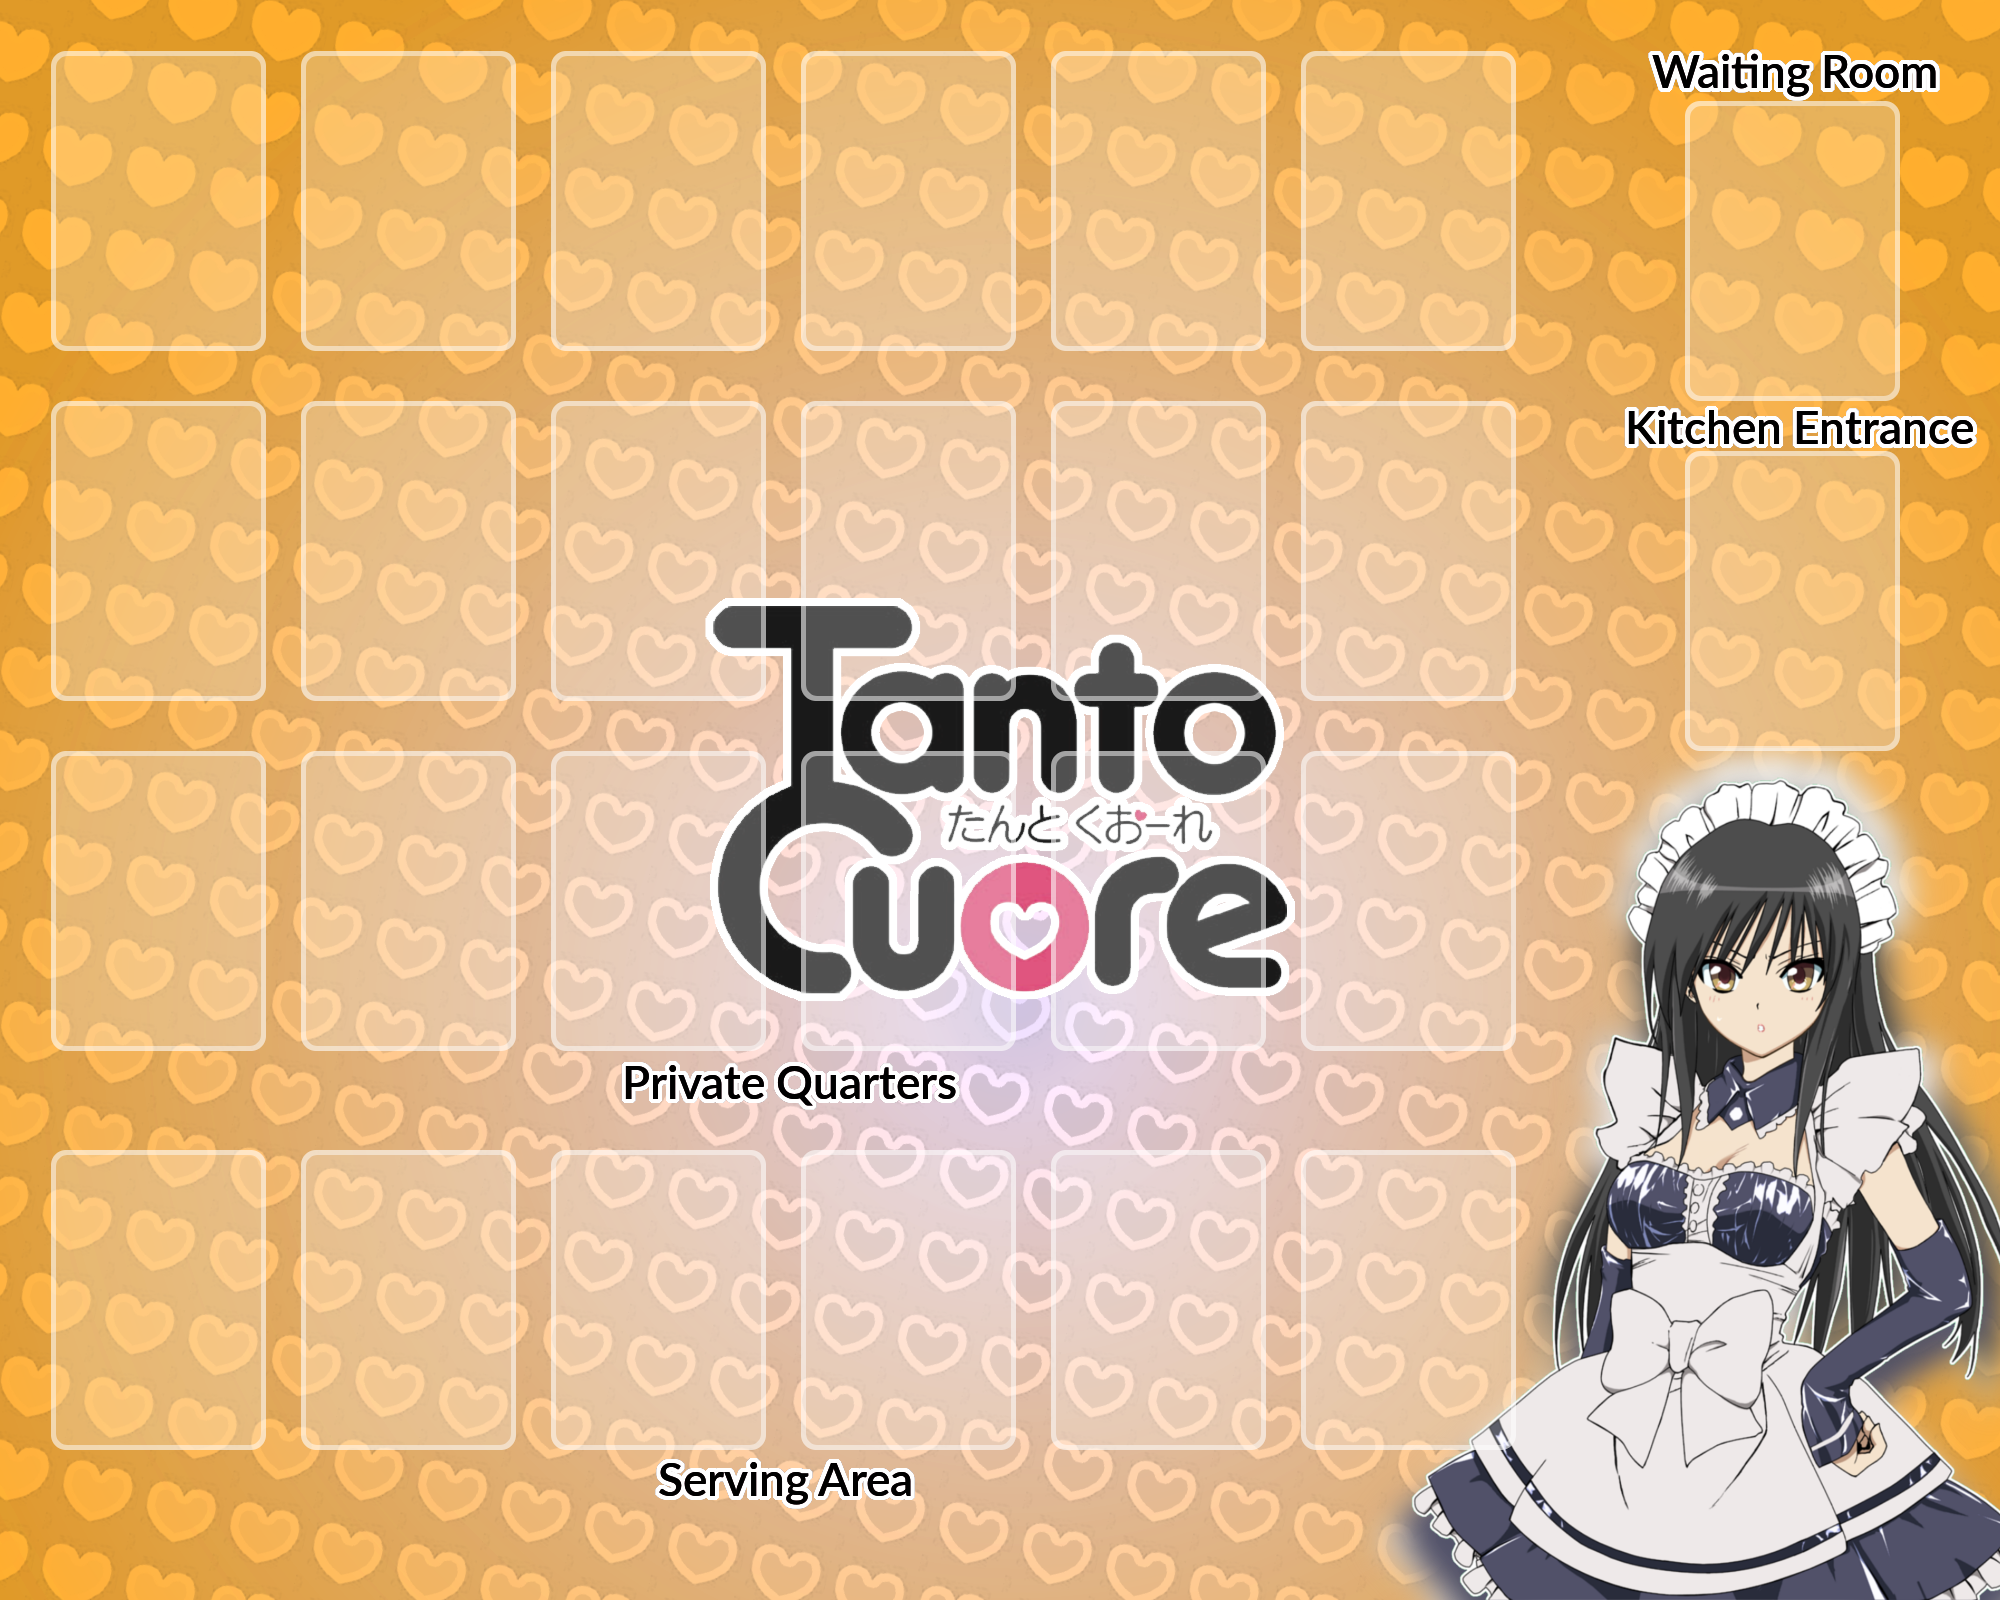 Waiting Room
Kitchen Entrance
Tanto
たんとくおーれ
Cuore
Private Quarters
Serving Area